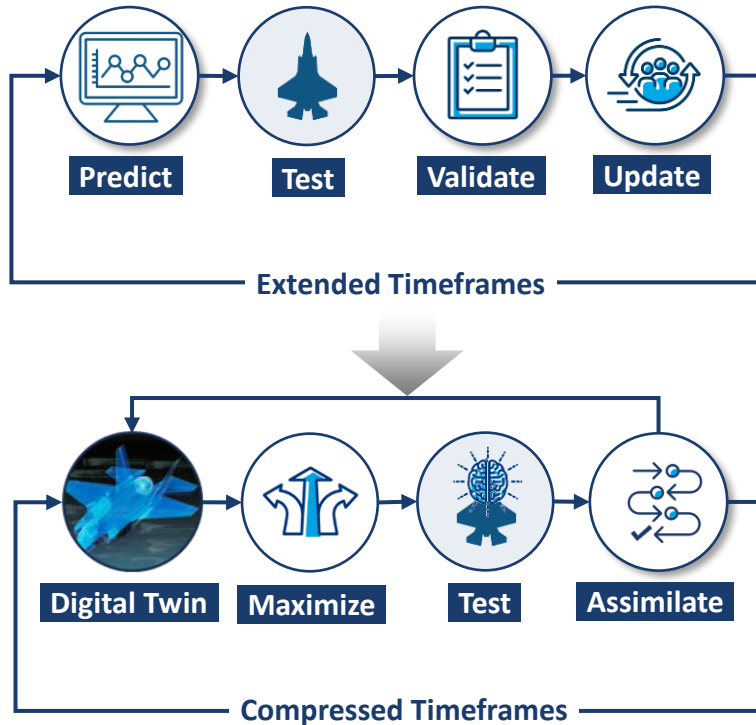 Predict
Test
Validate
Update
Extended Timeframes
Digital Twin
Maximize
Test
Assimilate
Compressed Timeframes